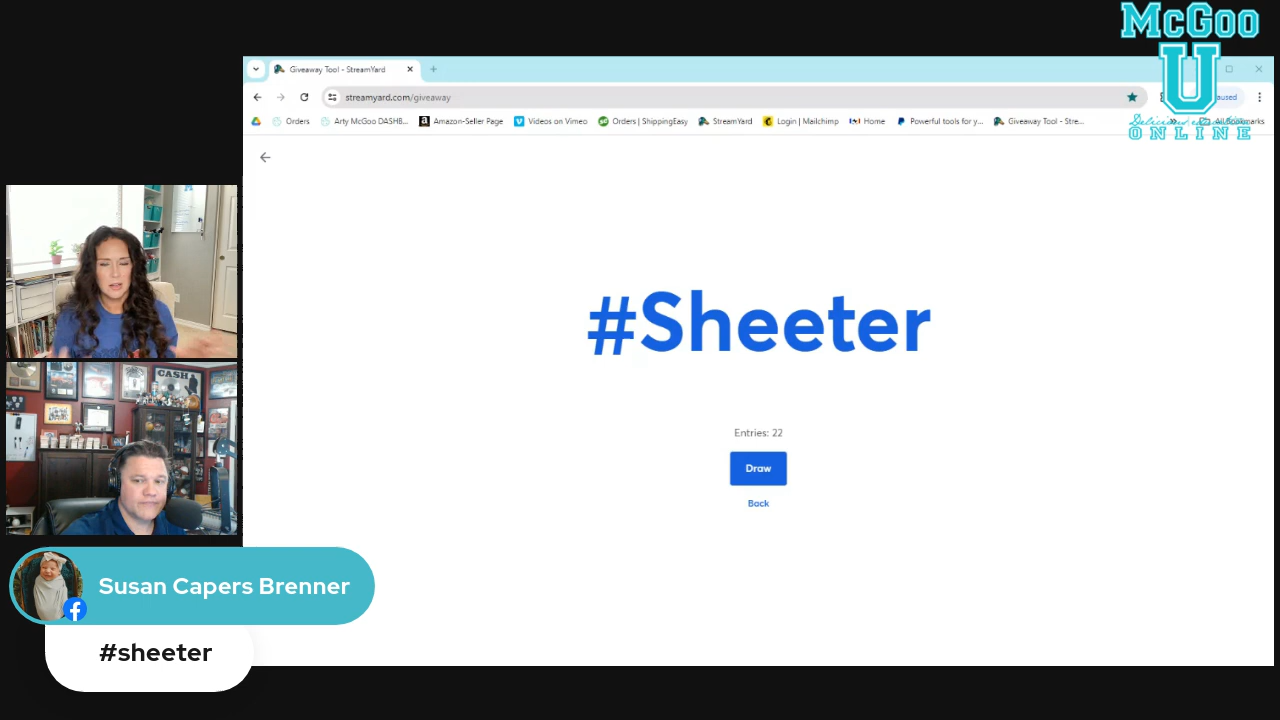 McGoo
U
ONLINE
Giveaway Tool - StreamYard
streamyard.com/giveaway
Orders
Arty McGoo DASHB...
Amazon-Seller Page
Videos on Vimeo
Orders | ShippingEasy
StreamYard
Login | Mailchimp
Home
Powerful tools for y...
Giveaway Tool - Stre...
All Bookmarks
#Sheeter
Entries: 22
Draw
Back
CASH
Susan Capers Brenner
#sheeter